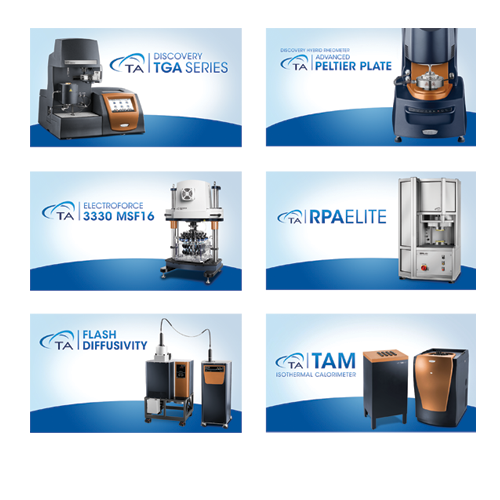 TA
DISCOVERY
TGA SERIES
DISCOVERY HYBRID RHEOMETER
TA
ADVANCED
PELTIER PLATE
TA
ELECTROFORCE
3330 MSF16
TA
RPAELITE
TA
FLASH
DIFFUSIVITY
TA
TAM
ISOTHERMAL CALORIMETER